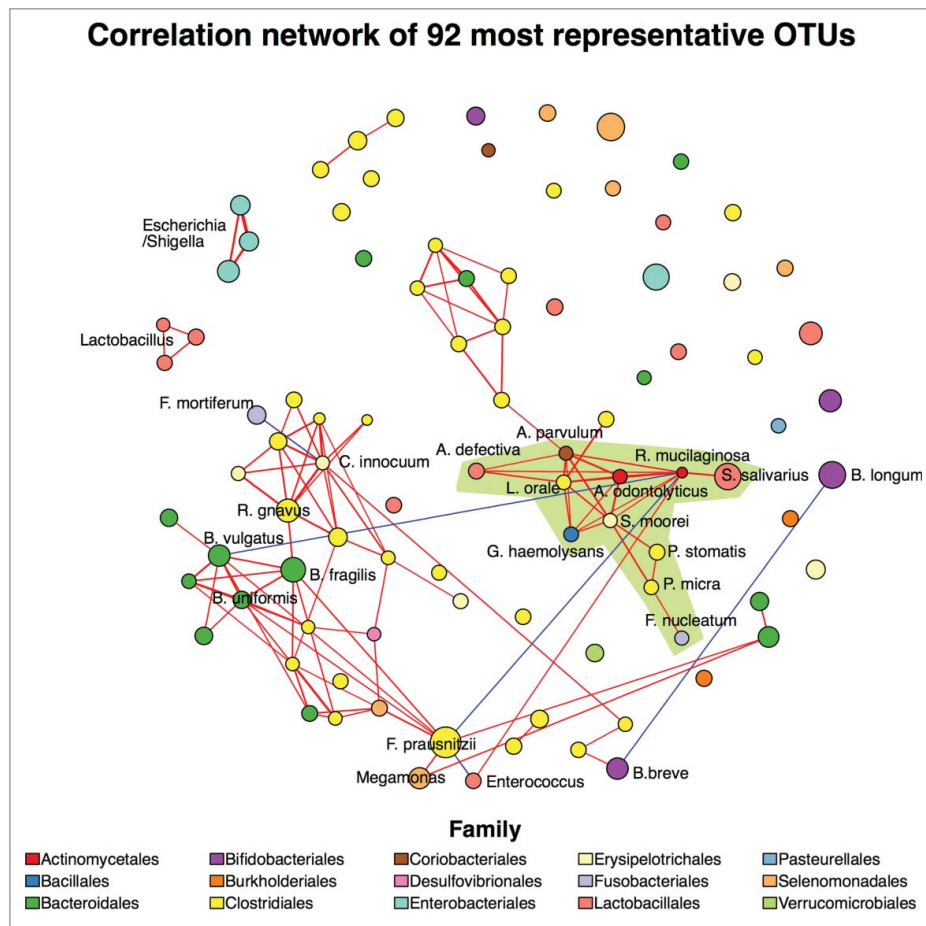 Correlation network of 92 most representative OTUs
Escherichia
/Shigella
Lactobacillus
F. mortiferum
A. parvulum
A. defectiva
R. mucilaginosa
C. innocuum
S. salivarius
B. longum
L. orale
A. odontolyticus
R. gnavus
S. moorei
B. vulgatus
G. haemolysans
P. stomatis
B. fragilis
P. micra
B. uniformis
F. nucleatum
F. prausnitzii
Megamonas
Enterococcus
B.breve
Family
Actinomycetales Bifidobacteriales Coriobacteriales Erysipelotrichales Pasteurellales
Bacillales Burkholderiales Desulfovibrionales Fusobacteriales Selenomonadales
Bacteroidales Clostridiales Enterobacteriales Lactobacillales Verrucomicrobiales